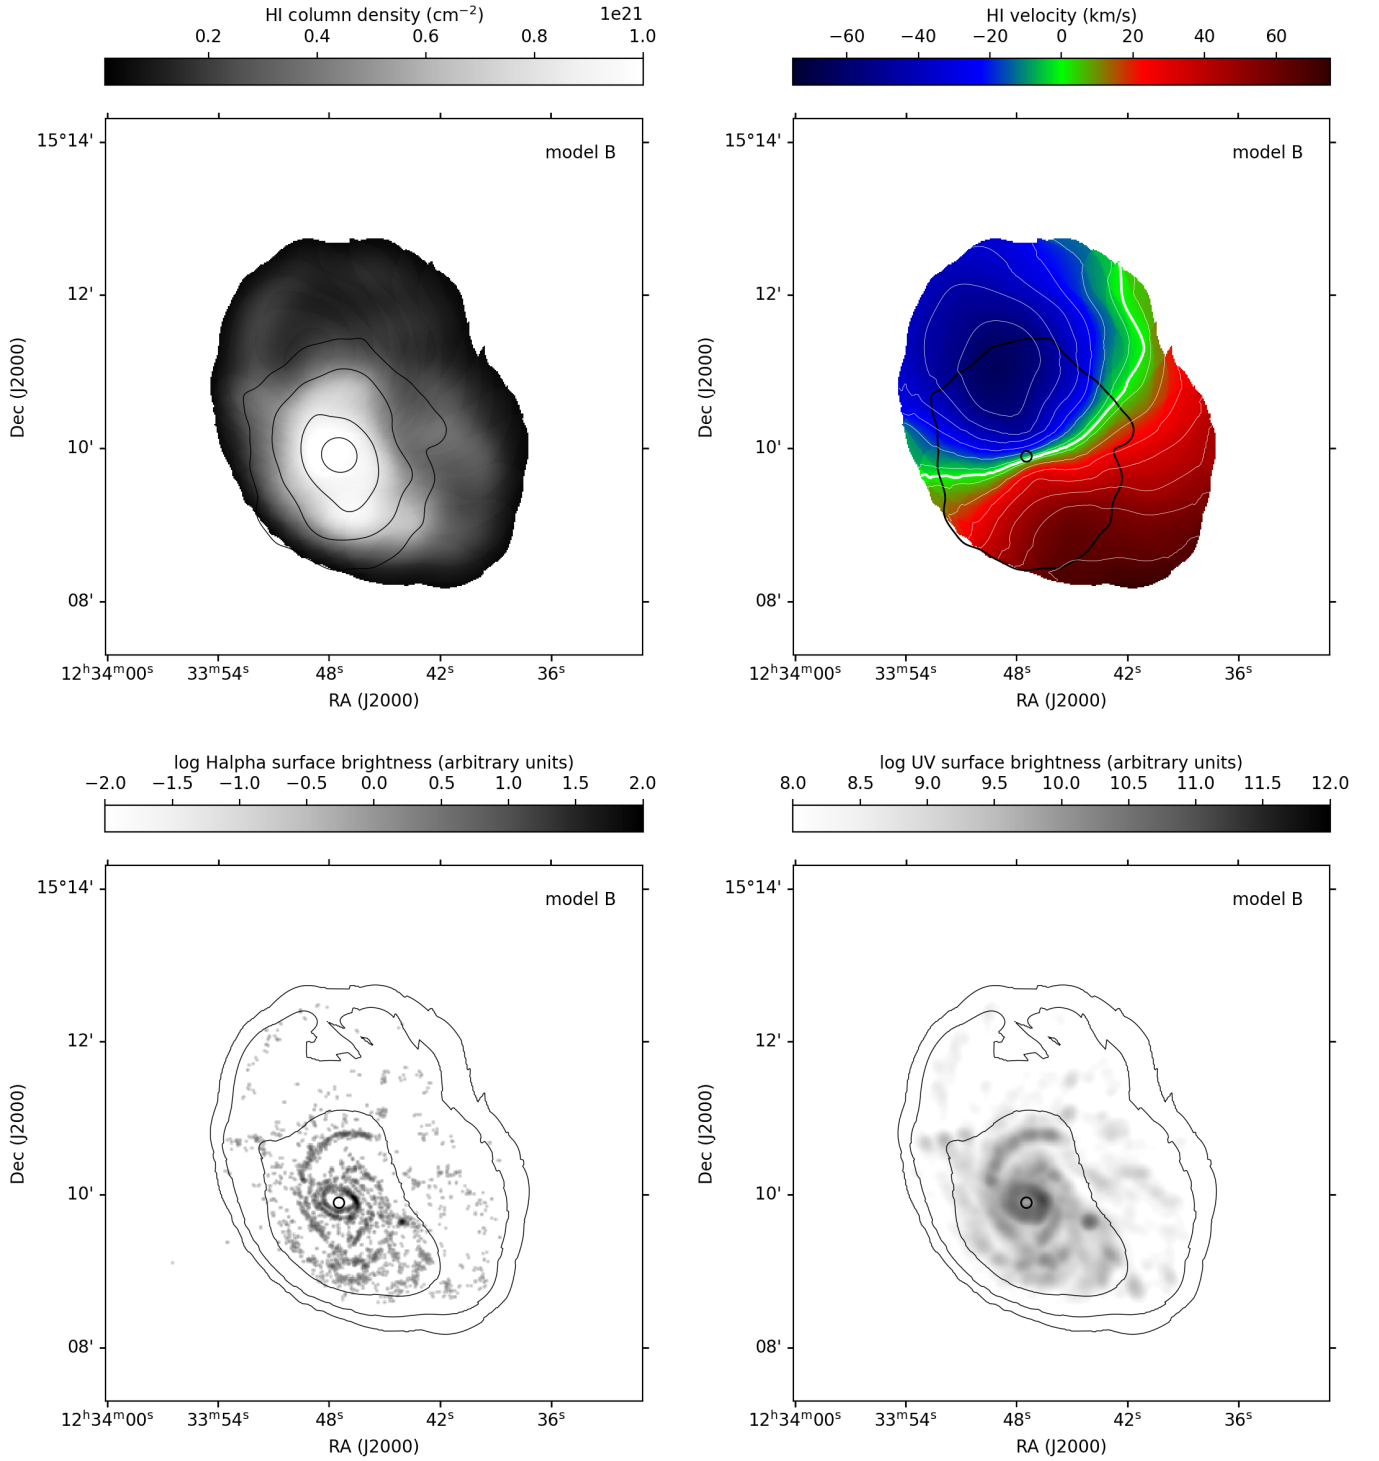 HI column density (cm⁻²)
1e21
0.2 0.4 0.6 0.8 1.0
model B
15°14'
12'
10'
08'
Dec (J2000)
12ʰ34ᵐ00ˢ 33ᵐ54ˢ 48ˢ 42ˢ 36ˢ
RA (J2000)
HI velocity (km/s)
−60 −40 −20 0 20 40 60
model B
15°14'
12'
10'
08'
Dec (J2000)
12ʰ34ᵐ00ˢ 33ᵐ54ˢ 48ˢ 42ˢ 36ˢ
RA (J2000)
log Halpha surface brightness (arbitrary units)
−2.0 −1.5 −1.0 −0.5 0.0 0.5 1.0 1.5 2.0
model B
15°14'
12'
10'
08'
Dec (J2000)
12ʰ34ᵐ00ˢ 33ᵐ54ˢ 48ˢ 42ˢ 36ˢ
RA (J2000)
log UV surface brightness (arbitrary units)
8.0 8.5 9.0 9.5 10.0 10.5 11.0 11.5 12.0
model B
15°14'
12'
10'
08'
Dec (J2000)
12ʰ34ᵐ00ˢ 33ᵐ54ˢ 48ˢ 42ˢ 36ˢ
RA (J2000)